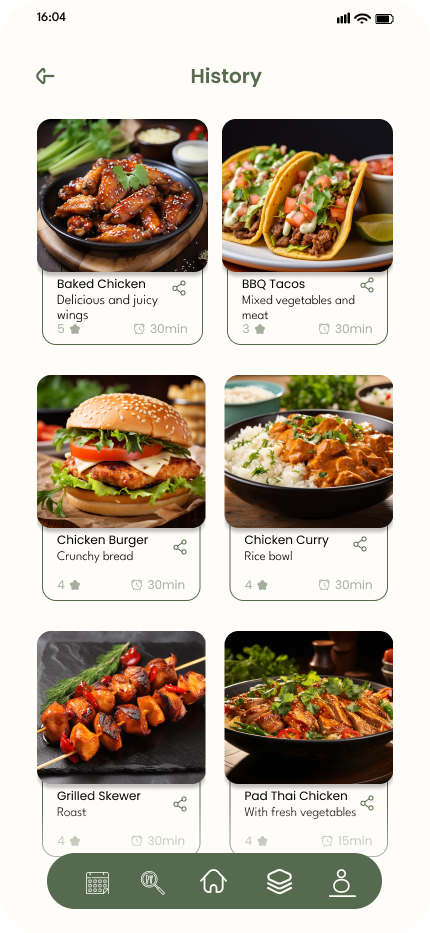 16:04
History
Baked Chicken
Delicious and juicy
wings
5
30min
BBQ Tacos
Mixed vegetables and
meat
3
30min
Chicken Burger
Crunchy bread
4
30min
Chicken Curry
Rice bowl
4
30min
Grilled Skewer
Roast
4
30min
Pad Thai Chicken
With fresh vegetables
4
15min